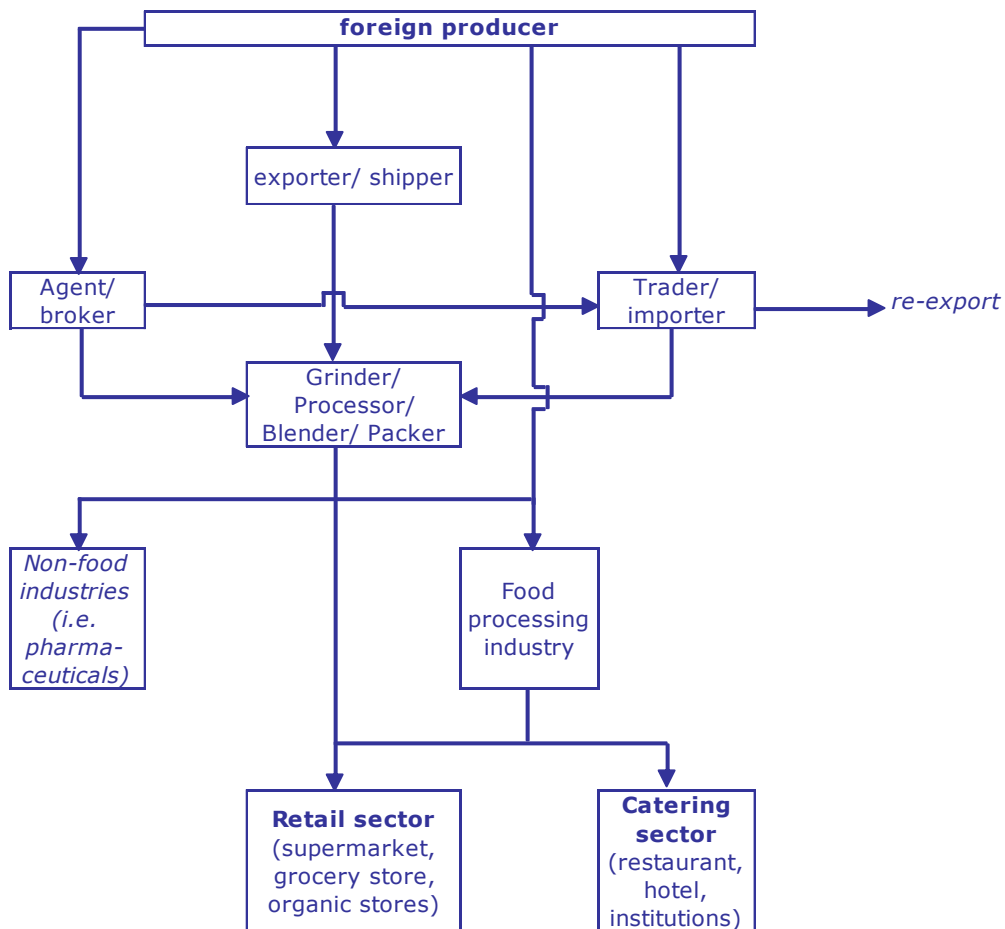 foreign producer
exporter/ shipper
Agent/
broker
Trader/
importer
re-export
Grinder/
Processor/
Blender/ Packer
Non-food
industries
(i.e.
pharma-
ceuticals)
Food
processing
industry
Retail sector
(supermarket,
grocery store,
organic stores)
Catering
sector
(restaurant,
hotel,
institutions)